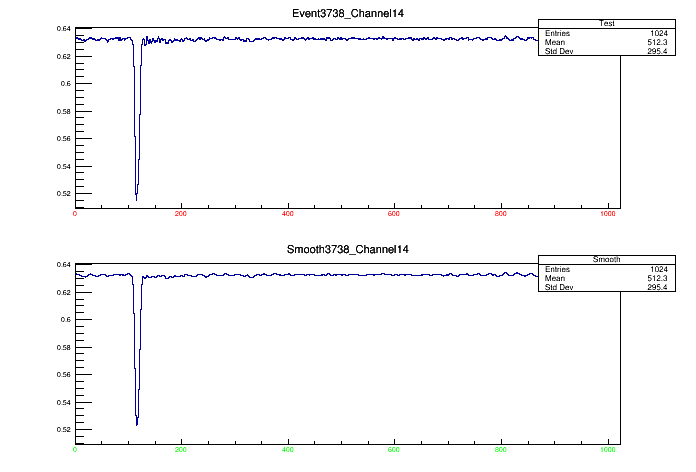 Event3738_Channel14
Test
Entries 1024
Mean 512.3
Std Dev 295.4
0.64
0.62
0.6
0.58
0.56
0.54
0.52
0 200 400 600 800 1000
Smooth3738_Channel14
Smooth
Entries 1024
Mean 512.3
Std Dev 295.4
0.64
0.62
0.6
0.58
0.56
0.54
0.52
0 200 400 600 800 1000